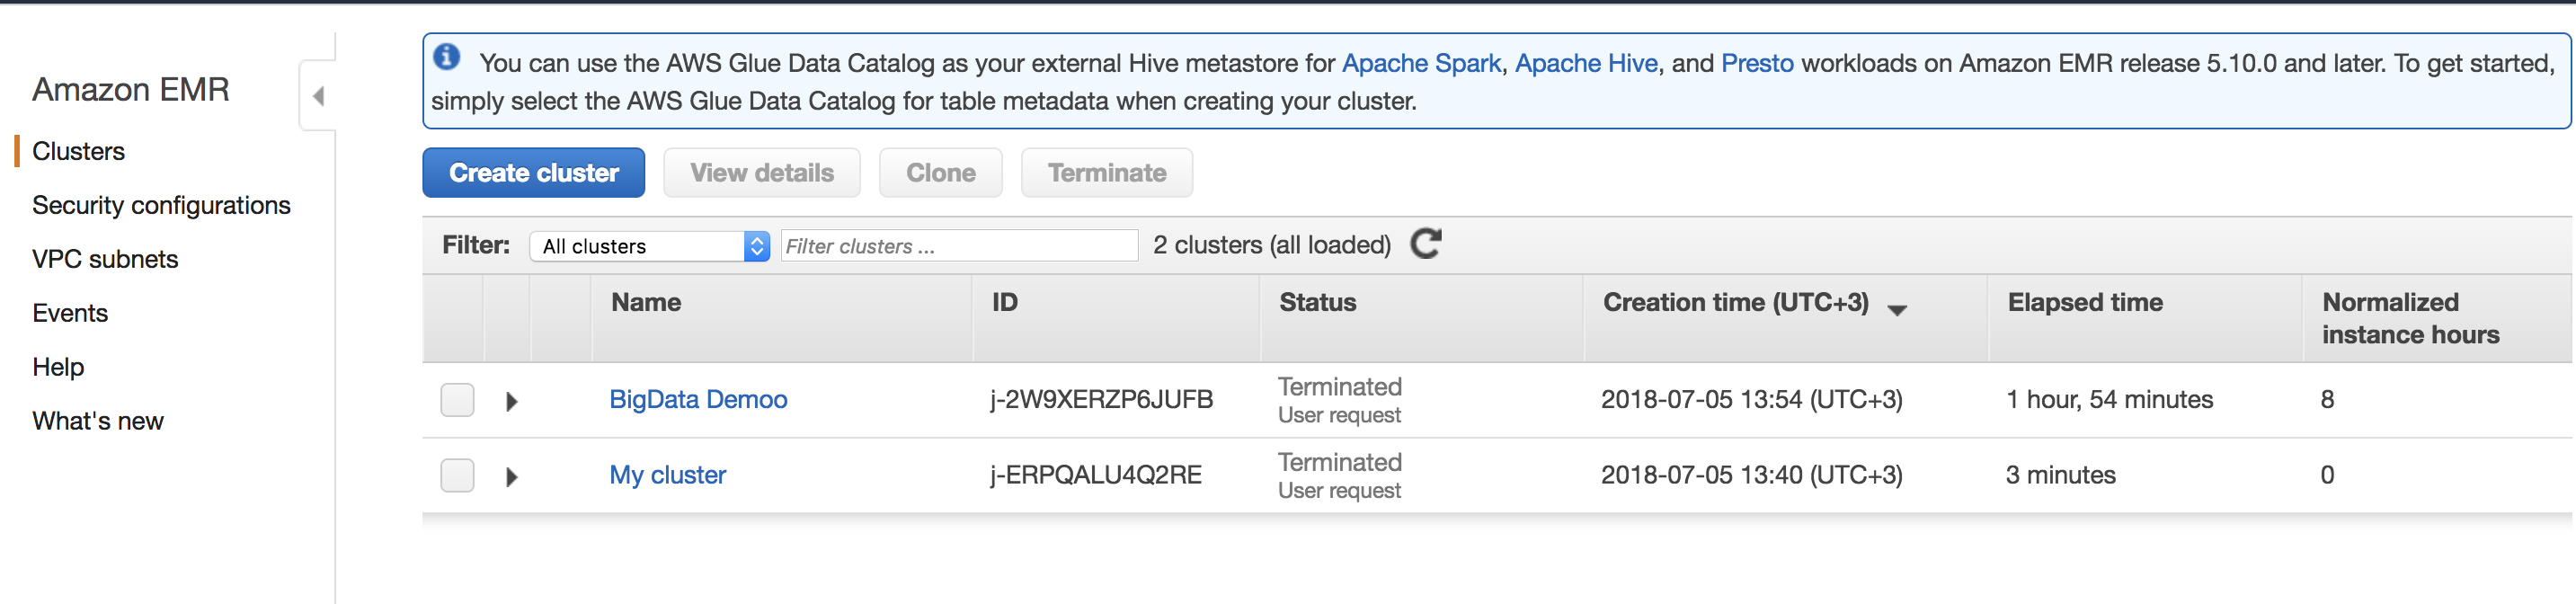 Amazon EMR
Clusters
Security configurations
VPC subnets
Events
Help
What's new
You can use the AWS Glue Data Catalog as your external Hive metastore for Apache Spark, Apache Hive, and Presto workloads on Amazon EMR release 5.10.0 and later. To get started,
simply select the AWS Glue Data Catalog for table metadata when creating your cluster.
Create cluster View details Clone Terminate
Filter: All clusters Filter clusters ... 2 clusters (all loaded)
Name ID Status Creation time (UTC+3) Elapsed time Normalized
instance hours
BigData Demoo j-2W9XERZP6JUFB Terminated 2018-07-05 13:54 (UTC+3) 1 hour, 54 minutes 8
User request
My cluster j-ERPQALU4Q2RE Terminated 2018-07-05 13:40 (UTC+3) 3 minutes 0
User request